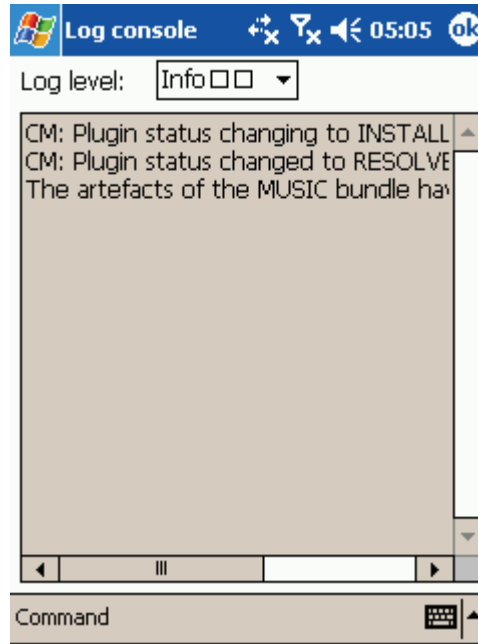 Log console 05:05 ok
Log level: Info□□
CM: Plugin status changing to INSTALL
CM: Plugin status changed to RESOLVE
The artefacts of the MUSIC bundle hav
Command